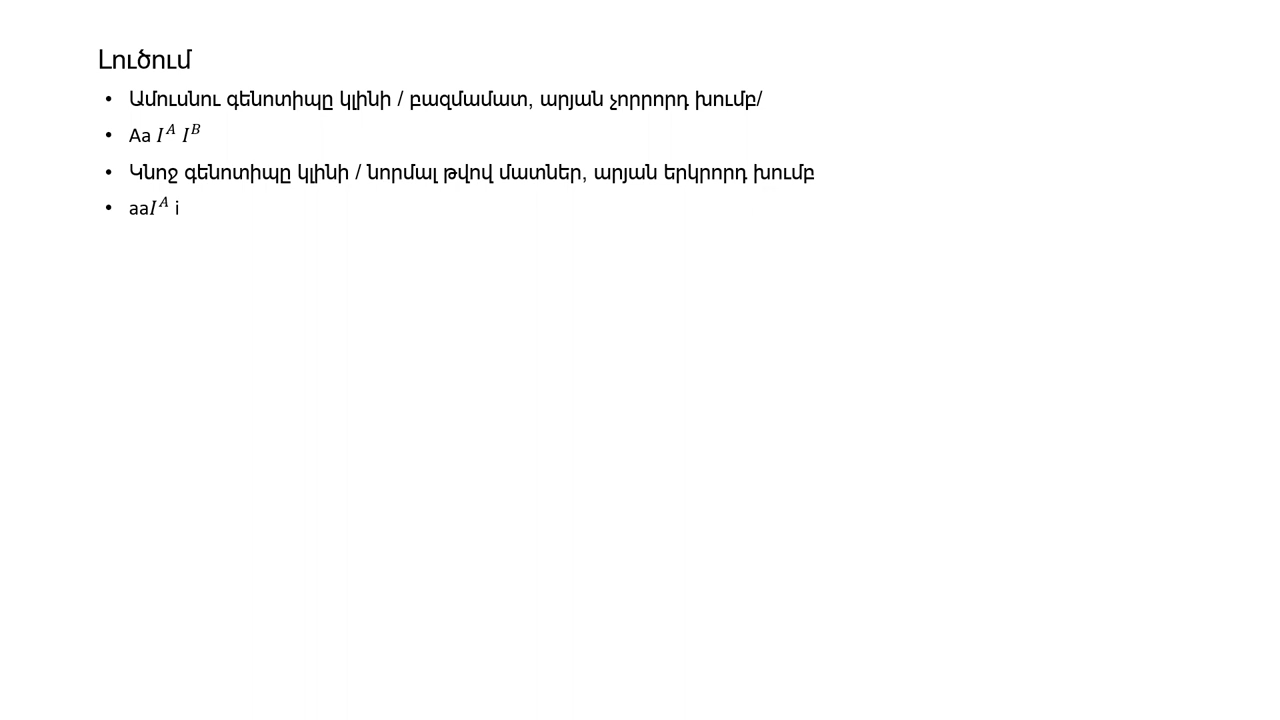 Լուծում
• Ամուսնու գենոտիպը կլինի / բազմամատ, արյան չորրորդ խումբ/
• Aa I^A I^B
• Կնոջ գենոտիպը կլինի / նորմալ թվով մատներ, արյան երկրորդ խումբ
• aaI^A i